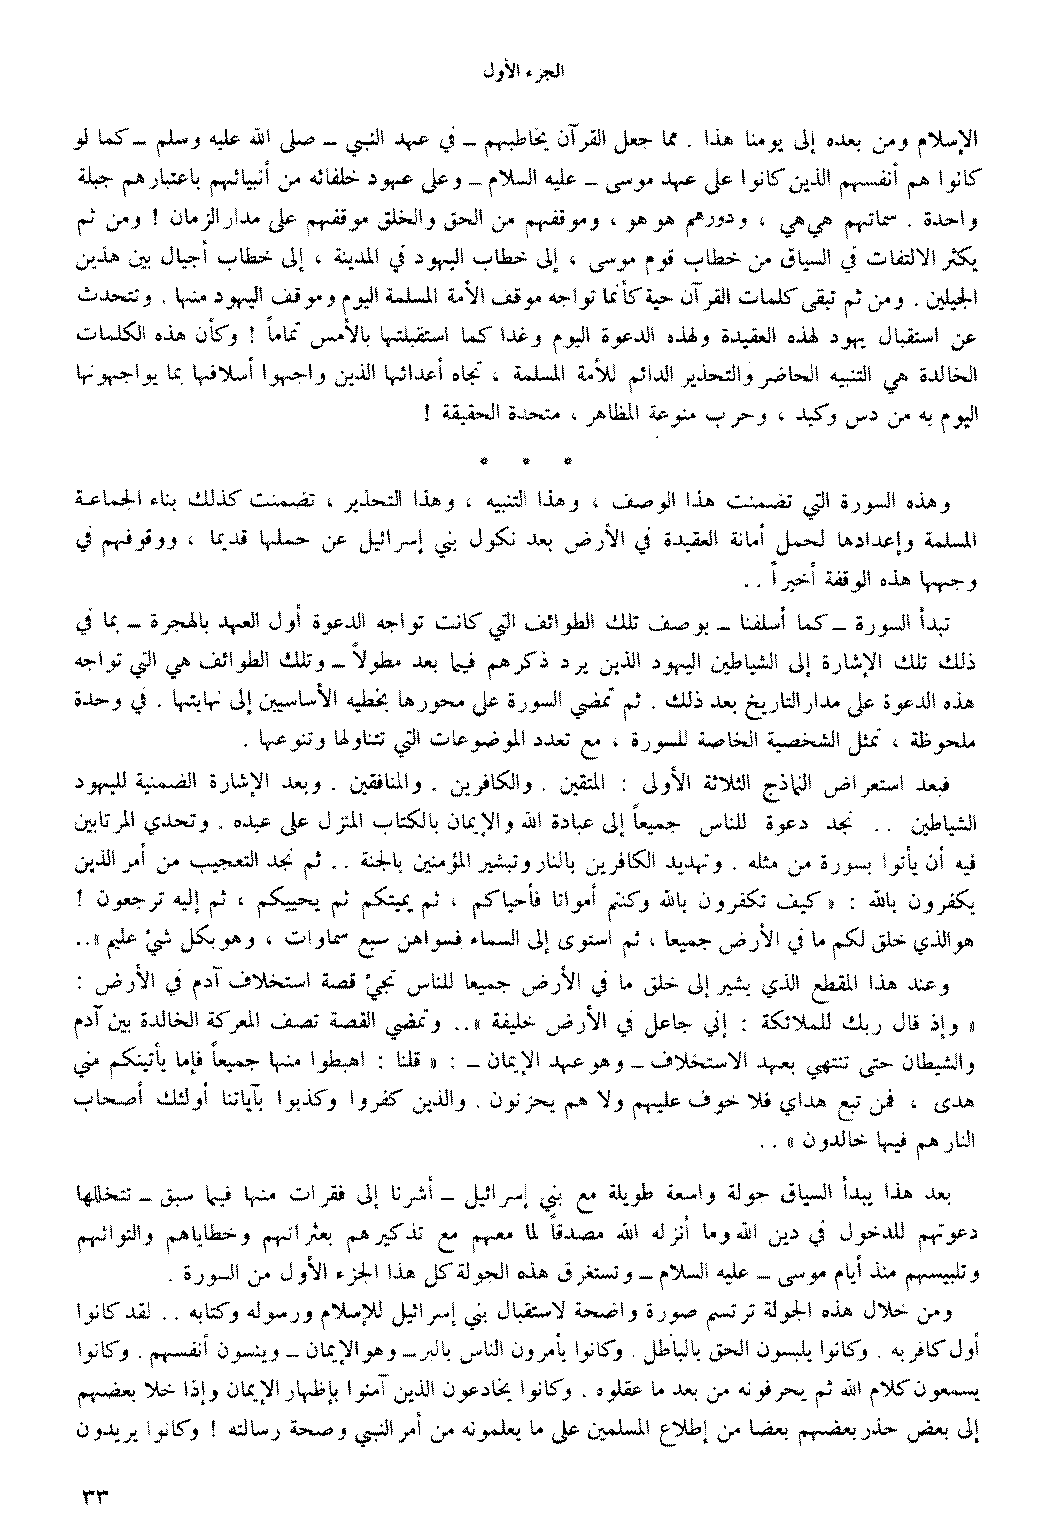 الجزء الأول
الإسلام ومن بعده إلى يومنا هذا . مما جعل القرآن يخاطبهم ـ في عهد النبي ـ صلى الله عليه وسلم ـ كما لو
كانوا هم أنفسهم الذين كانوا على عهد موسى ـ عليه السلام ـ وعلى عهود خلفائه من أنبيائهم باعتبارهم جبلة
واحدة . سماتهم هي هي ، ودورهم هو هو ، وموقفهم من الحق والخلق موقفهم على مدار الزمان ! ومن ثم
يكثر الالتفات في السياق من خطاب قوم موسى ، إلى خطاب اليهود في المدينة ، إلى خطاب أجيال بين هذين
الجيلين . ومن ثم تبقى كلمات القرآن حية كأنما تواجه موقف الأمة المسلمة اليوم وموقف اليهود منها . وتتحدث
عن استقبال يهود لهذه العقيدة ولهذه الدعوة اليوم وغدا كما استقبلتها بالأمس تماماً ! وكأن هذه الكلمات
الخالدة هي التنبيه الحاضر والتحذير الدائم للأمة المسلمة ، تجاه أعدائها الذين واجهوا أسلافها بما يواجهونها
اليوم به من دس وكيد ، وحرب منوعة المظاهر ، متحدة الحقيقة !
* * *
وهذه السورة التي تضمنت هذا الوصف ، وهذا التنبيه ، وهذا التحذير ، تضمنت كذلك بناء الجماعة
المسلمة وإعدادها لحمل أمانة العقيدة في الأرض بعد نكول بني إسرائيل عن حملها قديما ، ووقوفهم في
وجهها هذه الوقفة أخيراً . .
تبدأ السورة ـ كما أسلفنا ـ بوصف تلك الطوائف التي كانت تواجه الدعوة أول العهد بالهجرة ـ بما في
ذلك تلك الإشارة إلى الشياطين اليهود الذين يرد ذكرهم فيما بعد مطولاً ـ وتلك الطوائف هي التي تواجه
هذه الدعوة على مدار التاريخ بعد ذلك . ثم تمضي السورة على محورها بخطيه الأساسيين إلى نهايتها . في وحدة
ملحوظة ، تمثل الشخصية الخاصة للسورة ، مع تعدد الموضوعات التي تتناولها وتنوعها .
فبعد استعراض النماذج الثلاثة الأولى : المتقين . والكافرين . والمنافقين . وبعد الإشارة الضمنية لليهود
الشياطين . . نجد دعوة للناس جميعاً إلى عبادة الله والإيمان بالكتاب المنزل على عبده . وتحدي المرتابين
فيه أن يأتوا بسورة من مثله . وتهديد الكافرين بالنار وتبشير المؤمنين بالجنة . . ثم نجد التعجيب من أمر الذين
يكفرون بالله : « كيف تكفرون بالله وكنتم أمواتا فأحياكم ، ثم يميتكم ثم يحييكم ، ثم إليه ترجعون !
هو الذي خلق لكم ما في الأرض جميعا ، ثم استوى إلى السماء فسواهن سبع سماوات ، وهو بكل شيء عليم »..
وعند هذا المقطع الذي يشير إلى خلق ما في الأرض جميعا للناس تجيء قصة استخلاف آدم في الأرض :
« وإذ قال ربك للملائكة : إني جاعل في الأرض خليفة ».. وتمضي القصة تصف المعركة الخالدة بين آدم
والشيطان حتى تنتهي بعهد الاستخلاف ـ وهو عهد الإيمان ـ : « قلنا : اهبطوا منها جميعاً فإما يأتينكم مني
هدى ، فمن تبع هداي فلا خوف عليهم ولا هم يحزنون . والذين كفروا وكذبوا بآياتنا أولئك أصحاب
النار هم فيها خالدون » . .
بعد هذا يبدأ السياق جولة واسعة طويلة مع بني إسرائيل ـ أشرنا إلى فقرات منها فيما سبق ـ تتخللها
دعوتهم للدخول في دين الله وما أنزله الله مصدقاً لما معهم مع تذكيرهم بعثراتهم وخطاياهم والتوائهم
وتلبيسهم منذ أيام موسى ـ عليه السلام ـ وتستغرق هذه الجولة كل هذا الجزء الأول من السورة .
ومن خلال هذه الجولة ترتسم صورة واضحة لاستقبال بني إسرائيل للإسلام ورسوله وكتابه . . لقد كانوا
أول كافر به . وكانوا يلبسون الحق بالباطل . وكانوا يأمرون الناس بالبر ـ وهو الإيمان ـ وينسون أنفسهم . وكانوا
يسمعون كلام الله ثم يحرفونه من بعد ما عقلوه . وكانوا يخادعون الذين آمنوا بإظهار الإيمان وإذا خلا بعضهم
إلى بعض حذر بعضهم بعضا من إطلاع المسلمين على ما يعلمونه من أمر النبي وصحة رسالته ! وكانوا يريدون
٣٣